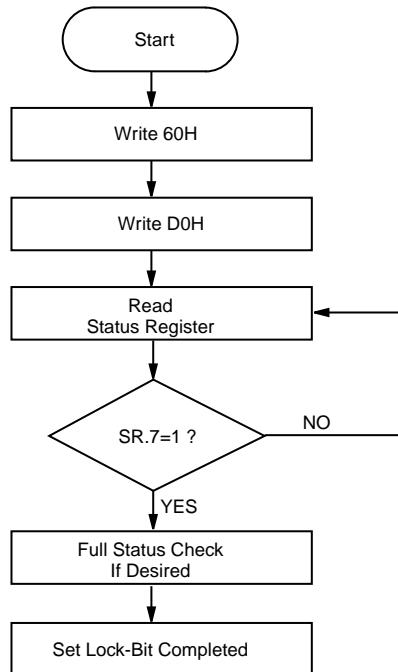 Start
Write 60H
Write D0H
Read
Status Register
SR.7=1 ?
NO
YES
Full Status Check
If Desired
Set Lock-Bit Completed